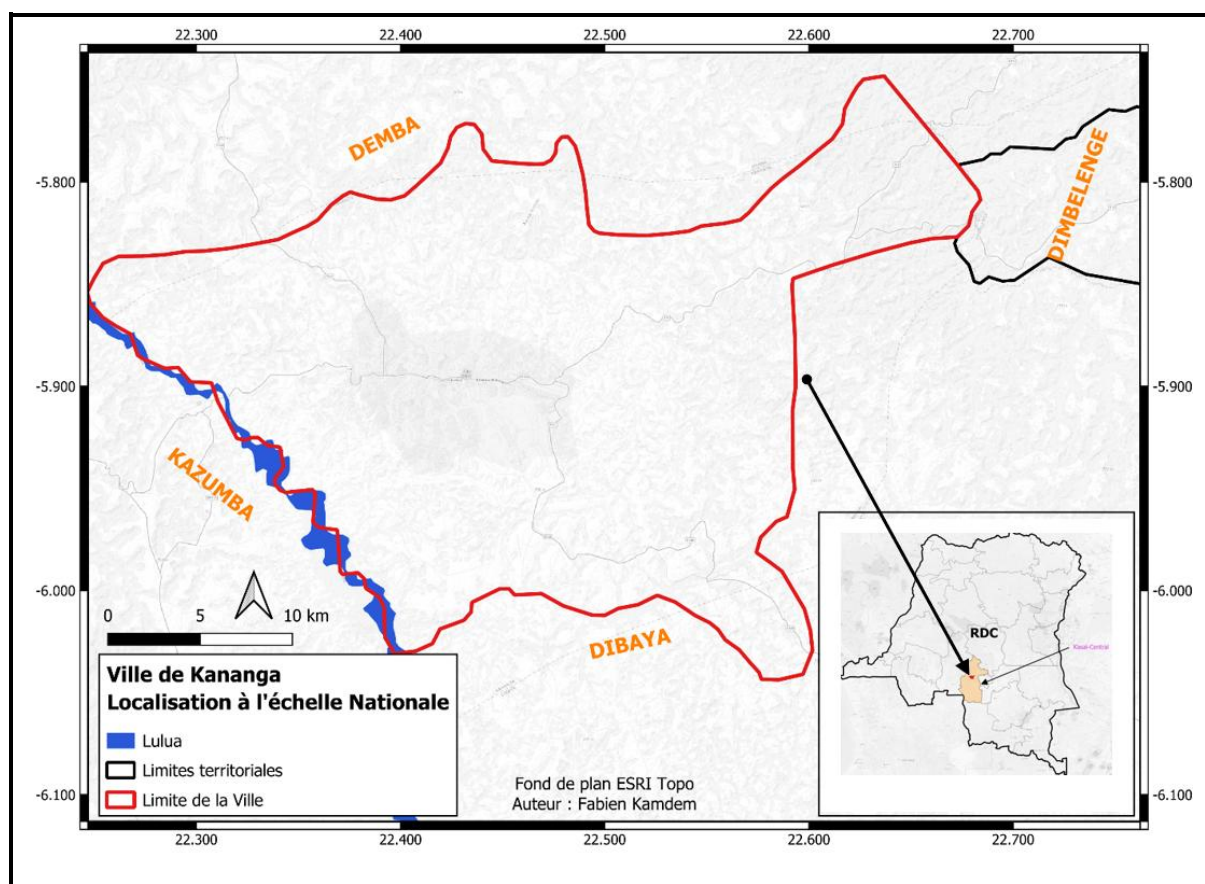 22.300 22.400 22.500 22.600 22.700
DEMBA
DIMBELENGE
-5.800 -5.800
-5.900 -5.900
KAZUMBA
-6.000 -6.000
0 5 10 km
DIBAYA
RDC
Kasaï-Central
Ville de Kananga
Localisation à l'échelle Nationale
Lulua
Limites territoriales
Limite de la Ville
Fond de plan ESRI Topo
Auteur : Fabien Kamdem
-6.100 -6.100
22.300 22.400 22.500 22.600 22.700